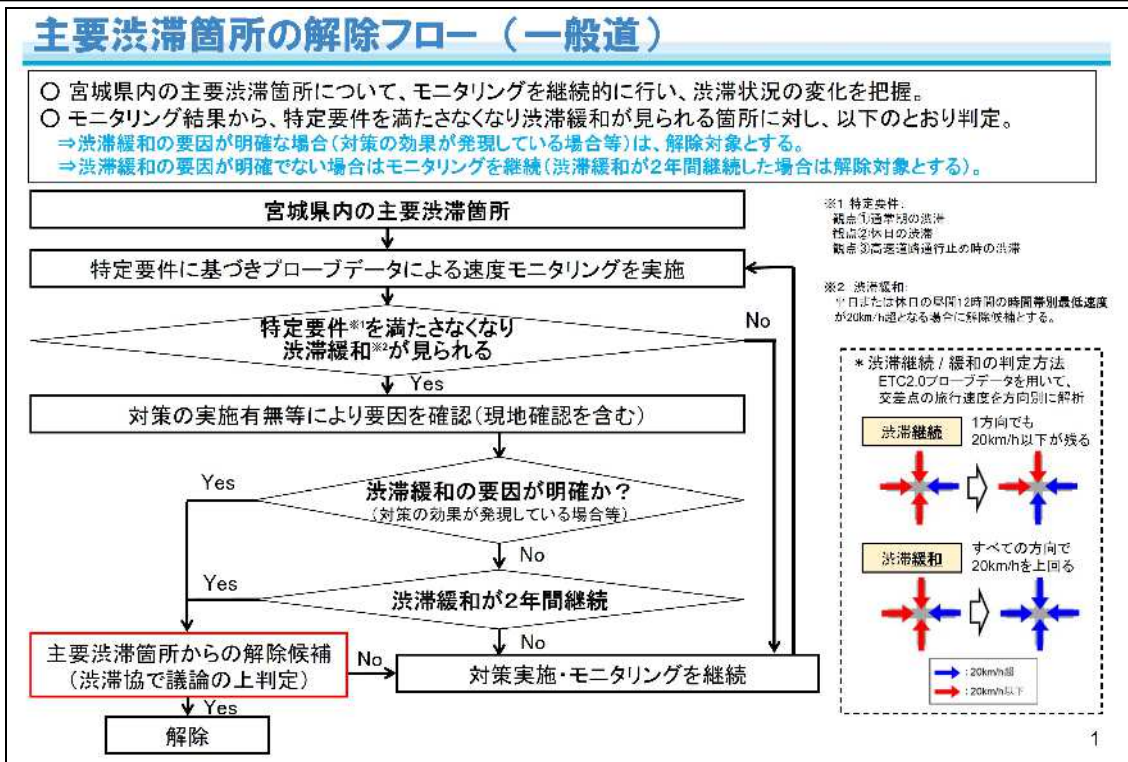 主要渋滞箇所の解除フロー（一般道）
○ 宮城県内の主要渋滞箇所について、モニタリングを継続的に行い、渋滞状況の変化を把握。
○ モニタリング結果から、特定要件を満たさなくなり渋滞緩和が見られる箇所に対し、以下のとおり判定。
⇒渋滞緩和の要因が明確な場合(対策の効果が発現している場合等)は、解除対象とする。
⇒渋滞緩和の要因が明確でない場合はモニタリングを継続(渋滞緩和が2年間継続した場合は解除対象とする)。
宮城県内の主要渋滞箇所
特定要件に基づきプローブデータによる速度モニタリングを実施
特定要件※1を満たさなくなり
渋滞緩和※2が見られる
No
Yes
対策の実施有無等により要因を確認(現地確認を含む)
Yes
渋滞緩和の要因が明確か？
(対策の効果が発現している場合等)
No
Yes
渋滞緩和が2年間継続
No
主要渋滞箇所からの解除候補
(渋滞協で議論の上判定)
No
対策実施・モニタリングを継続
Yes
解除
※1 特定要件:
観点①通常期の渋滞
観点②休日の渋滞
観点③高速道路通行止め時の渋滞
※2 渋滞緩和:
平日または休日の昼間12時間の時間帯別最低速度
が20km/h超となる場合に解除候補とする。
* 渋滞継続 / 緩和の判定方法
ETC2.0プローブデータを用いて、
交差点の旅行速度を方向別に解析
渋滞継続
1方向でも
20km/h以下が残る
渋滞緩和
すべての方向で
20km/hを上回る
:20km/h超
:20km/h以下
1